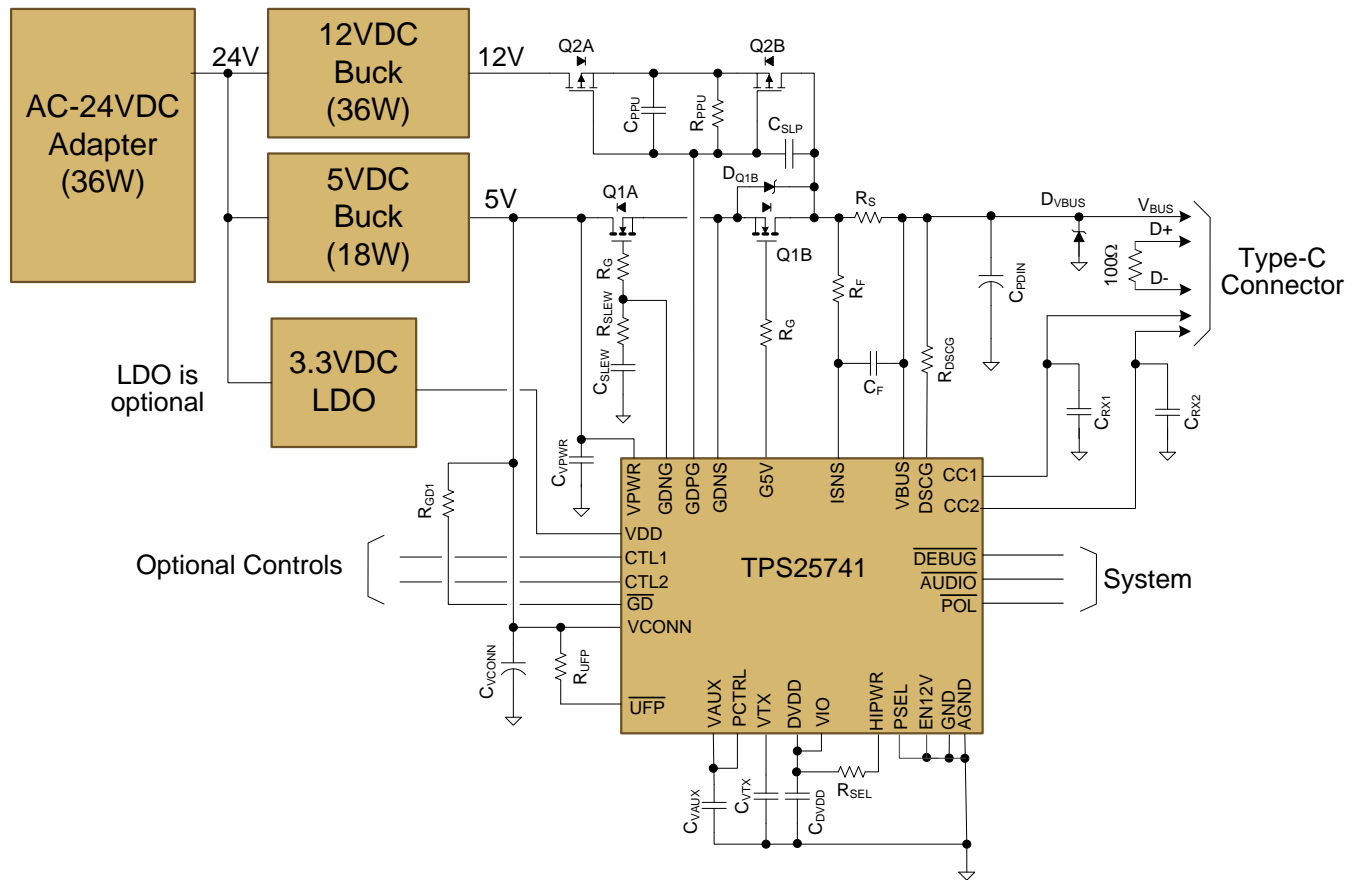 AC-24VDC
Adapter
(36W)
24V
12VDC
Buck
(36W)
12V
5VDC
Buck
(18W)
5V
3.3VDC
LDO
LDO is
optional
Q2A
Q2B
CPPU
RPPU
CSLP
DQ1B
Q1A
Q1B
RG
RSLEW
CSLEW
RG
RS
RF
CF
RDSCG
CPDIN
DVBUS
VBUS
D+
100Ω
D-
Type-C
Connector
CRX1
CRX2
CVPWR
RGD1
Optional Controls
CVCONN
RUFP
VPWR
GDNG
GDPG
GDNS
G5V
ISNS
VBUS
DSCG
CC1
CC2
VDD
CTL1
CTL2
GD
VCONN
UFP
TPS25741
DEBUG
AUDIO
POL
System
VAUX
PCTRL
VTX
DVDD
VIO
HIPWR
PSEL
EN12V
GND
AGND
CVAUX
CVTX
CDVDD
RSEL